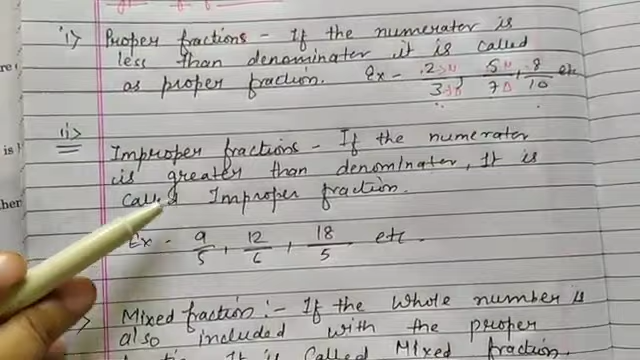 i> Proper fractions - If the numerator is
less than denominater it is called
as proper fraction. Ex - 2/3, 5/7, 8/10 etc
ii> Improper fractions - If the numerater
is greater than denominater, It is
called Improper fraction.
Ex - 9/5, 12/6, 18/5 etc.
Mixed fraction :- If the whole number is
also included with the proper
It is called Mixed fraction.